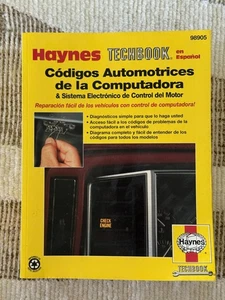 98905
Haynes TECHBOOK en Español
Códigos Automotrices
de la Computadora
& Sistema Electrónico de Control del Motor
Reparación fácil de los vehículos con control de computadora!
• Diagnosticos simple para que lo haga usted
• Acceso fácil a los códigos de problemas de la
computadora en el vehículo
• Diagrama completo y fácil de entender de los
códigos para todos los modelos
CHECK
ENGINE
Haynes
TECHBOOK